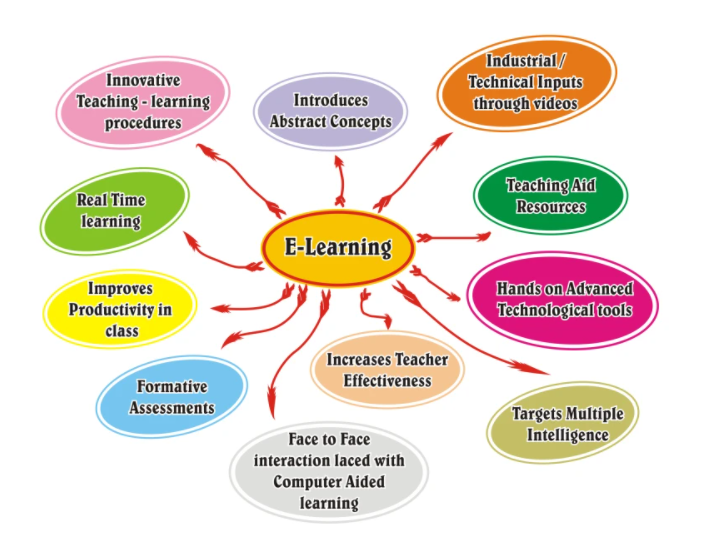 Innovative
Teaching - learning
procedures
Introduces
Abstract Concepts
Industrial /
Technical Inputs
through videos
Real Time
learning
Teaching Aid
Resources
E-Learning
Improves
Productivity in
class
Hands on Advanced
Technological tools
Formative
Assessments
Increases Teacher
Effectiveness
Targets Multiple
Intelligence
Face to Face
interaction laced with
Computer Aided
learning